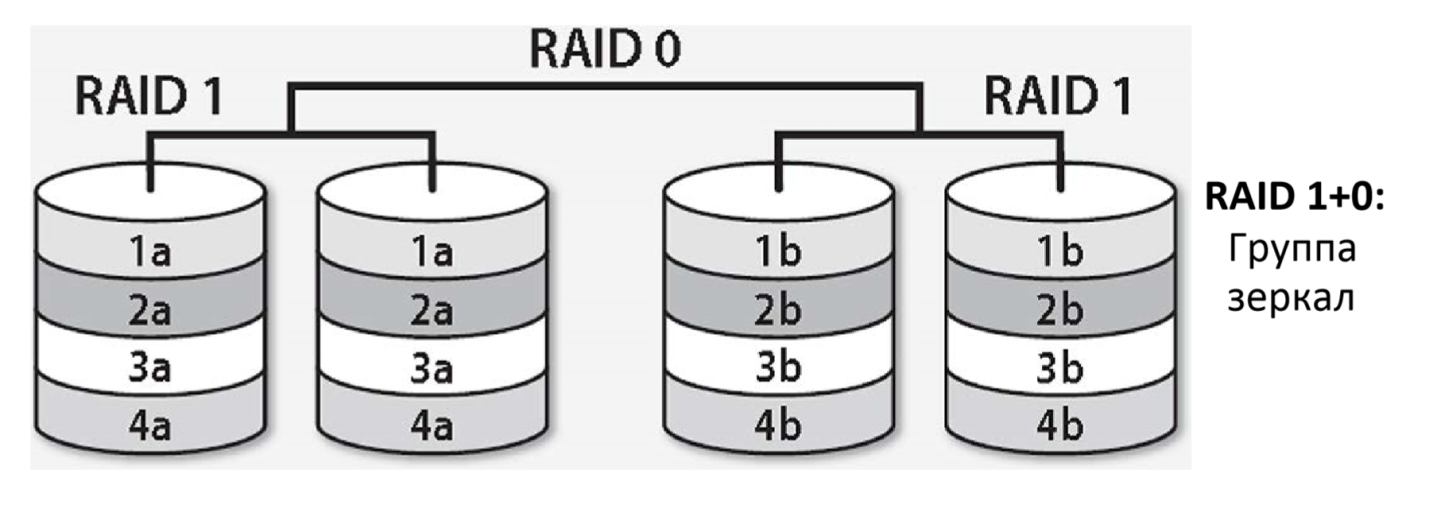 RAID 0
RAID 1
RAID 1
1a 1a 1b 1b
2a 2a 2b 2b
3a 3a 3b 3b
4a 4a 4b 4b
RAID 1+0:
Группа
зеркал